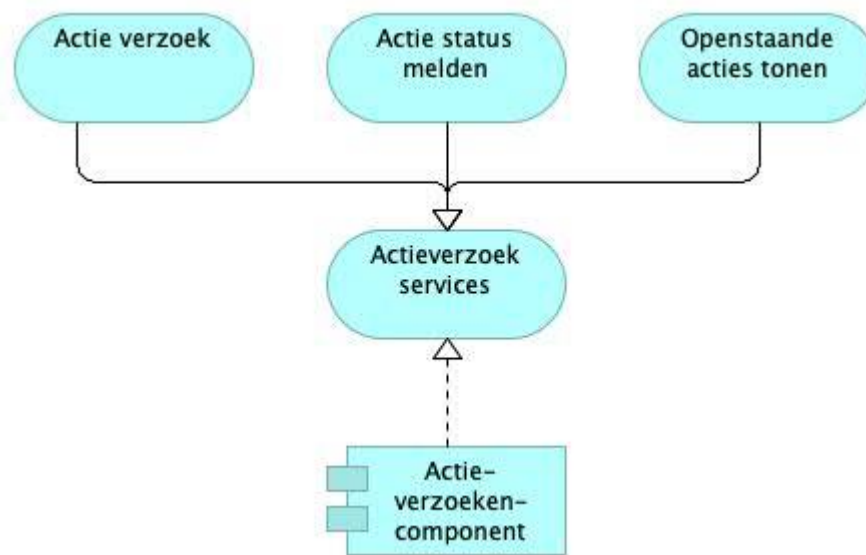 Actie verzoek
Actie status
melden
Openstaande
acties tonen
Actieverzoek
services
Actie-
verzoeken-
component